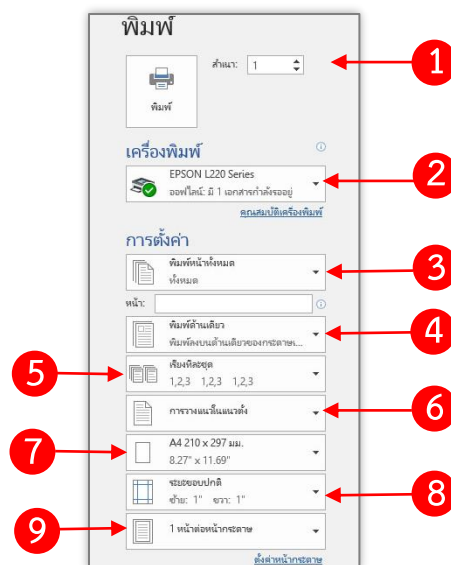 พิมพ์
สำเนา: 1
1
พิมพ์
เครื่องพิมพ์
EPSON L220 Series
ออฟไลน์: มี 1 เอกสารกำลังรออยู่
2
คุณสมบัติเครื่องพิมพ์
การตั้งค่า
พิมพ์หน้าทั้งหมด
ทั้งหมด
3
หน้า:
พิมพ์ด้านเดียว
พิมพ์ลงบนด้านเดียวของกระดาษเ...
4
5
เรียงทีละชุด
1,2,3 1,2,3 1,2,3
การวางแนวในแนวตั้ง
6
7
A4 210 x 297 มม.
8.27" x 11.69"
ระยะขอบปกติ
ซ้าย: 1" ขวา: 1"
8
9
1 หน้าต่อหน้ากระดาษ
ตั้งค่าหน้ากระดาษ